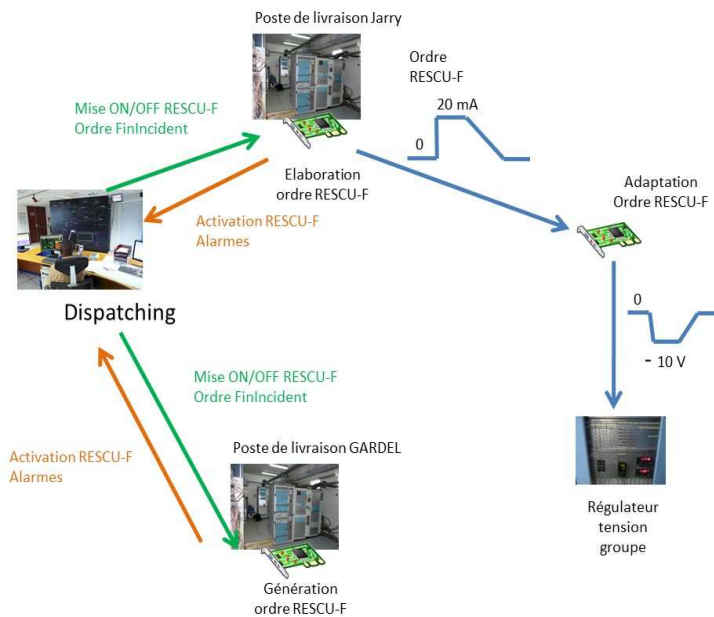 Poste de livraison Jarry
Ordre
RESCU-F
20 mA
0
Mise ON/OFF RESCU-F
Ordre FinIncident
Elaboration
ordre RESCU-F
Adaptation
Ordre RESCU-F
Activation RESCU-F
Alarmes
Dispatching
0
- 10 V
Mise ON/OFF RESCU-F
Ordre FinIncident
Activation RESCU-F
Alarmes
Poste de livraison GARDEL
Régulateur
tension
groupe
Génération
ordre RESCU-F